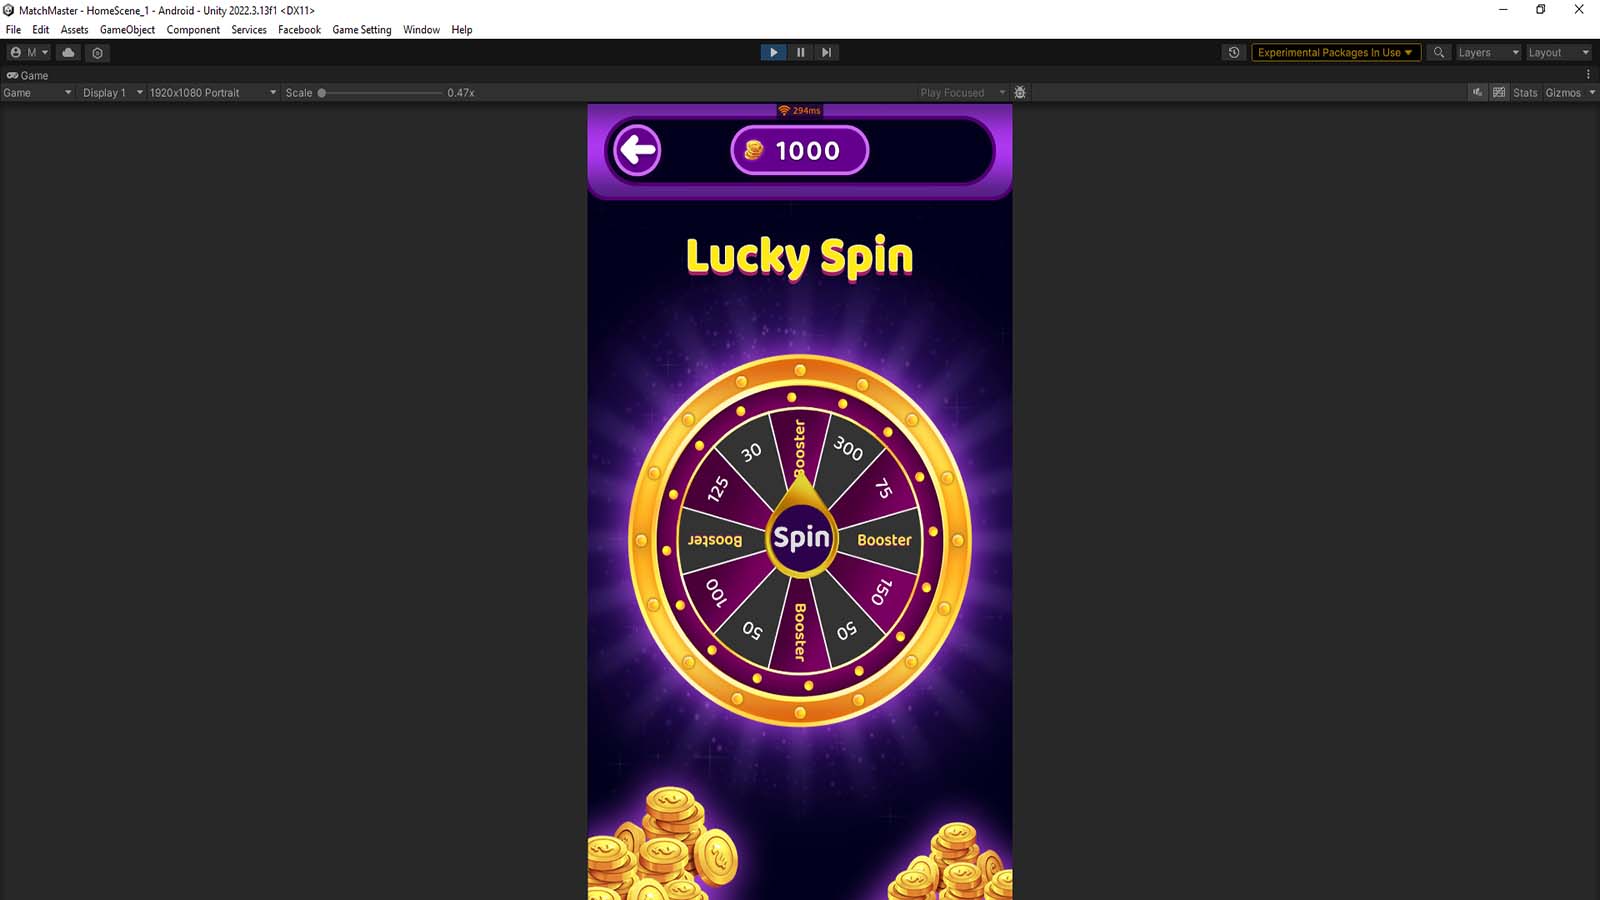 MatchMaster - HomeScene_1 - Android - Unity 2022.3.13f1 <DX11>
File Edit Assets GameObject Component Services Facebook Game Setting Window Help
M Experimental Packages In Use Layers Layout
Game
Game Display 1 1920x1080 Portrait Scale 0.47x Play Focused Stats Gizmos
294ms
1000
Lucky Spin
Booster
300
75
Booster
150
50
Booster
50
100
Booster
125
30
Spin